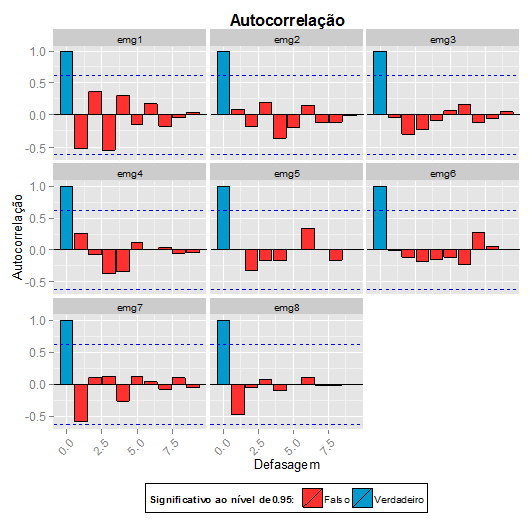 Autocorrelação
emg1 emg2 emg3
1.0
0.5
0.0
-0.5
emg4 emg5 emg6
1.0
0.5
0.0
-0.5
emg7 emg8
1.0
0.5
0.0
-0.5
Autocorrelação
0.0 2.5 5.0 7.5 0.0 2.5 5.0 7.5
Defasagem
Significativo ao nível de 0.95: Falso Verdadeiro